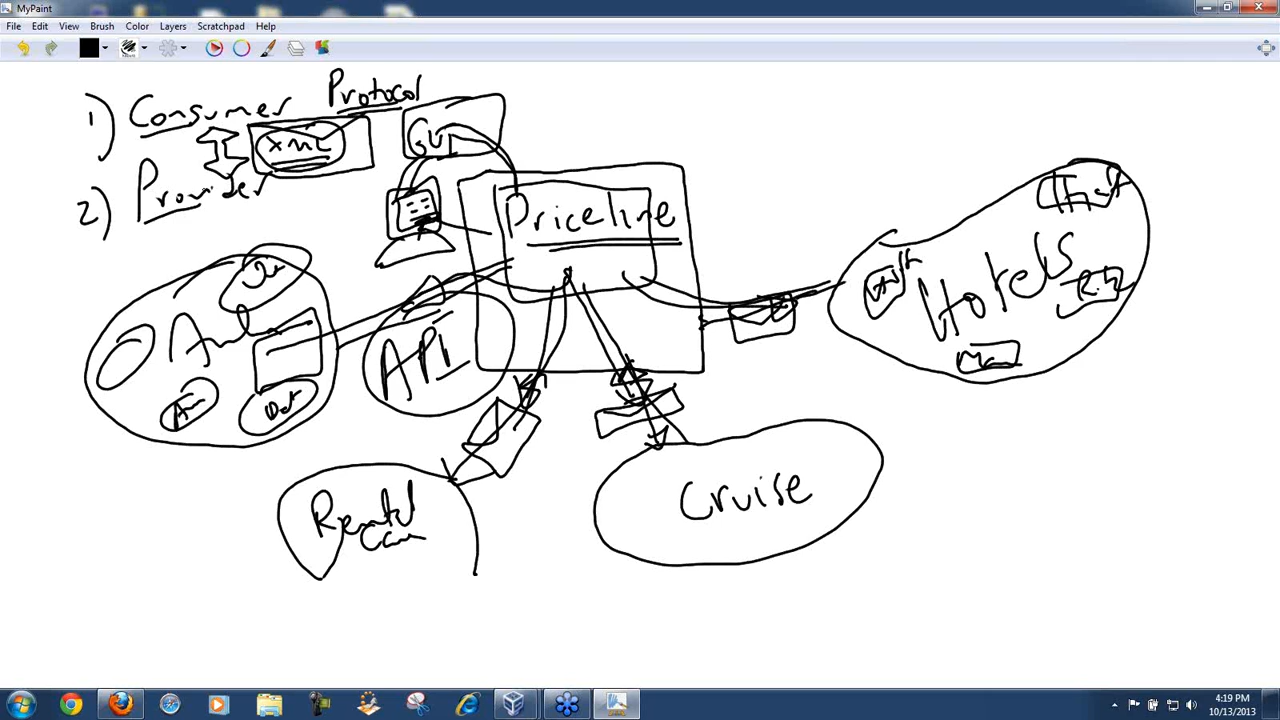 MyPaint
File Edit View Brush Color Layers Scratchpad Help
1) Consumer
Protocol
XML
GUI
2) Provider
Priceline
Hotels
API
Rental
Car
Cruise
4:19 PM
10/13/2013